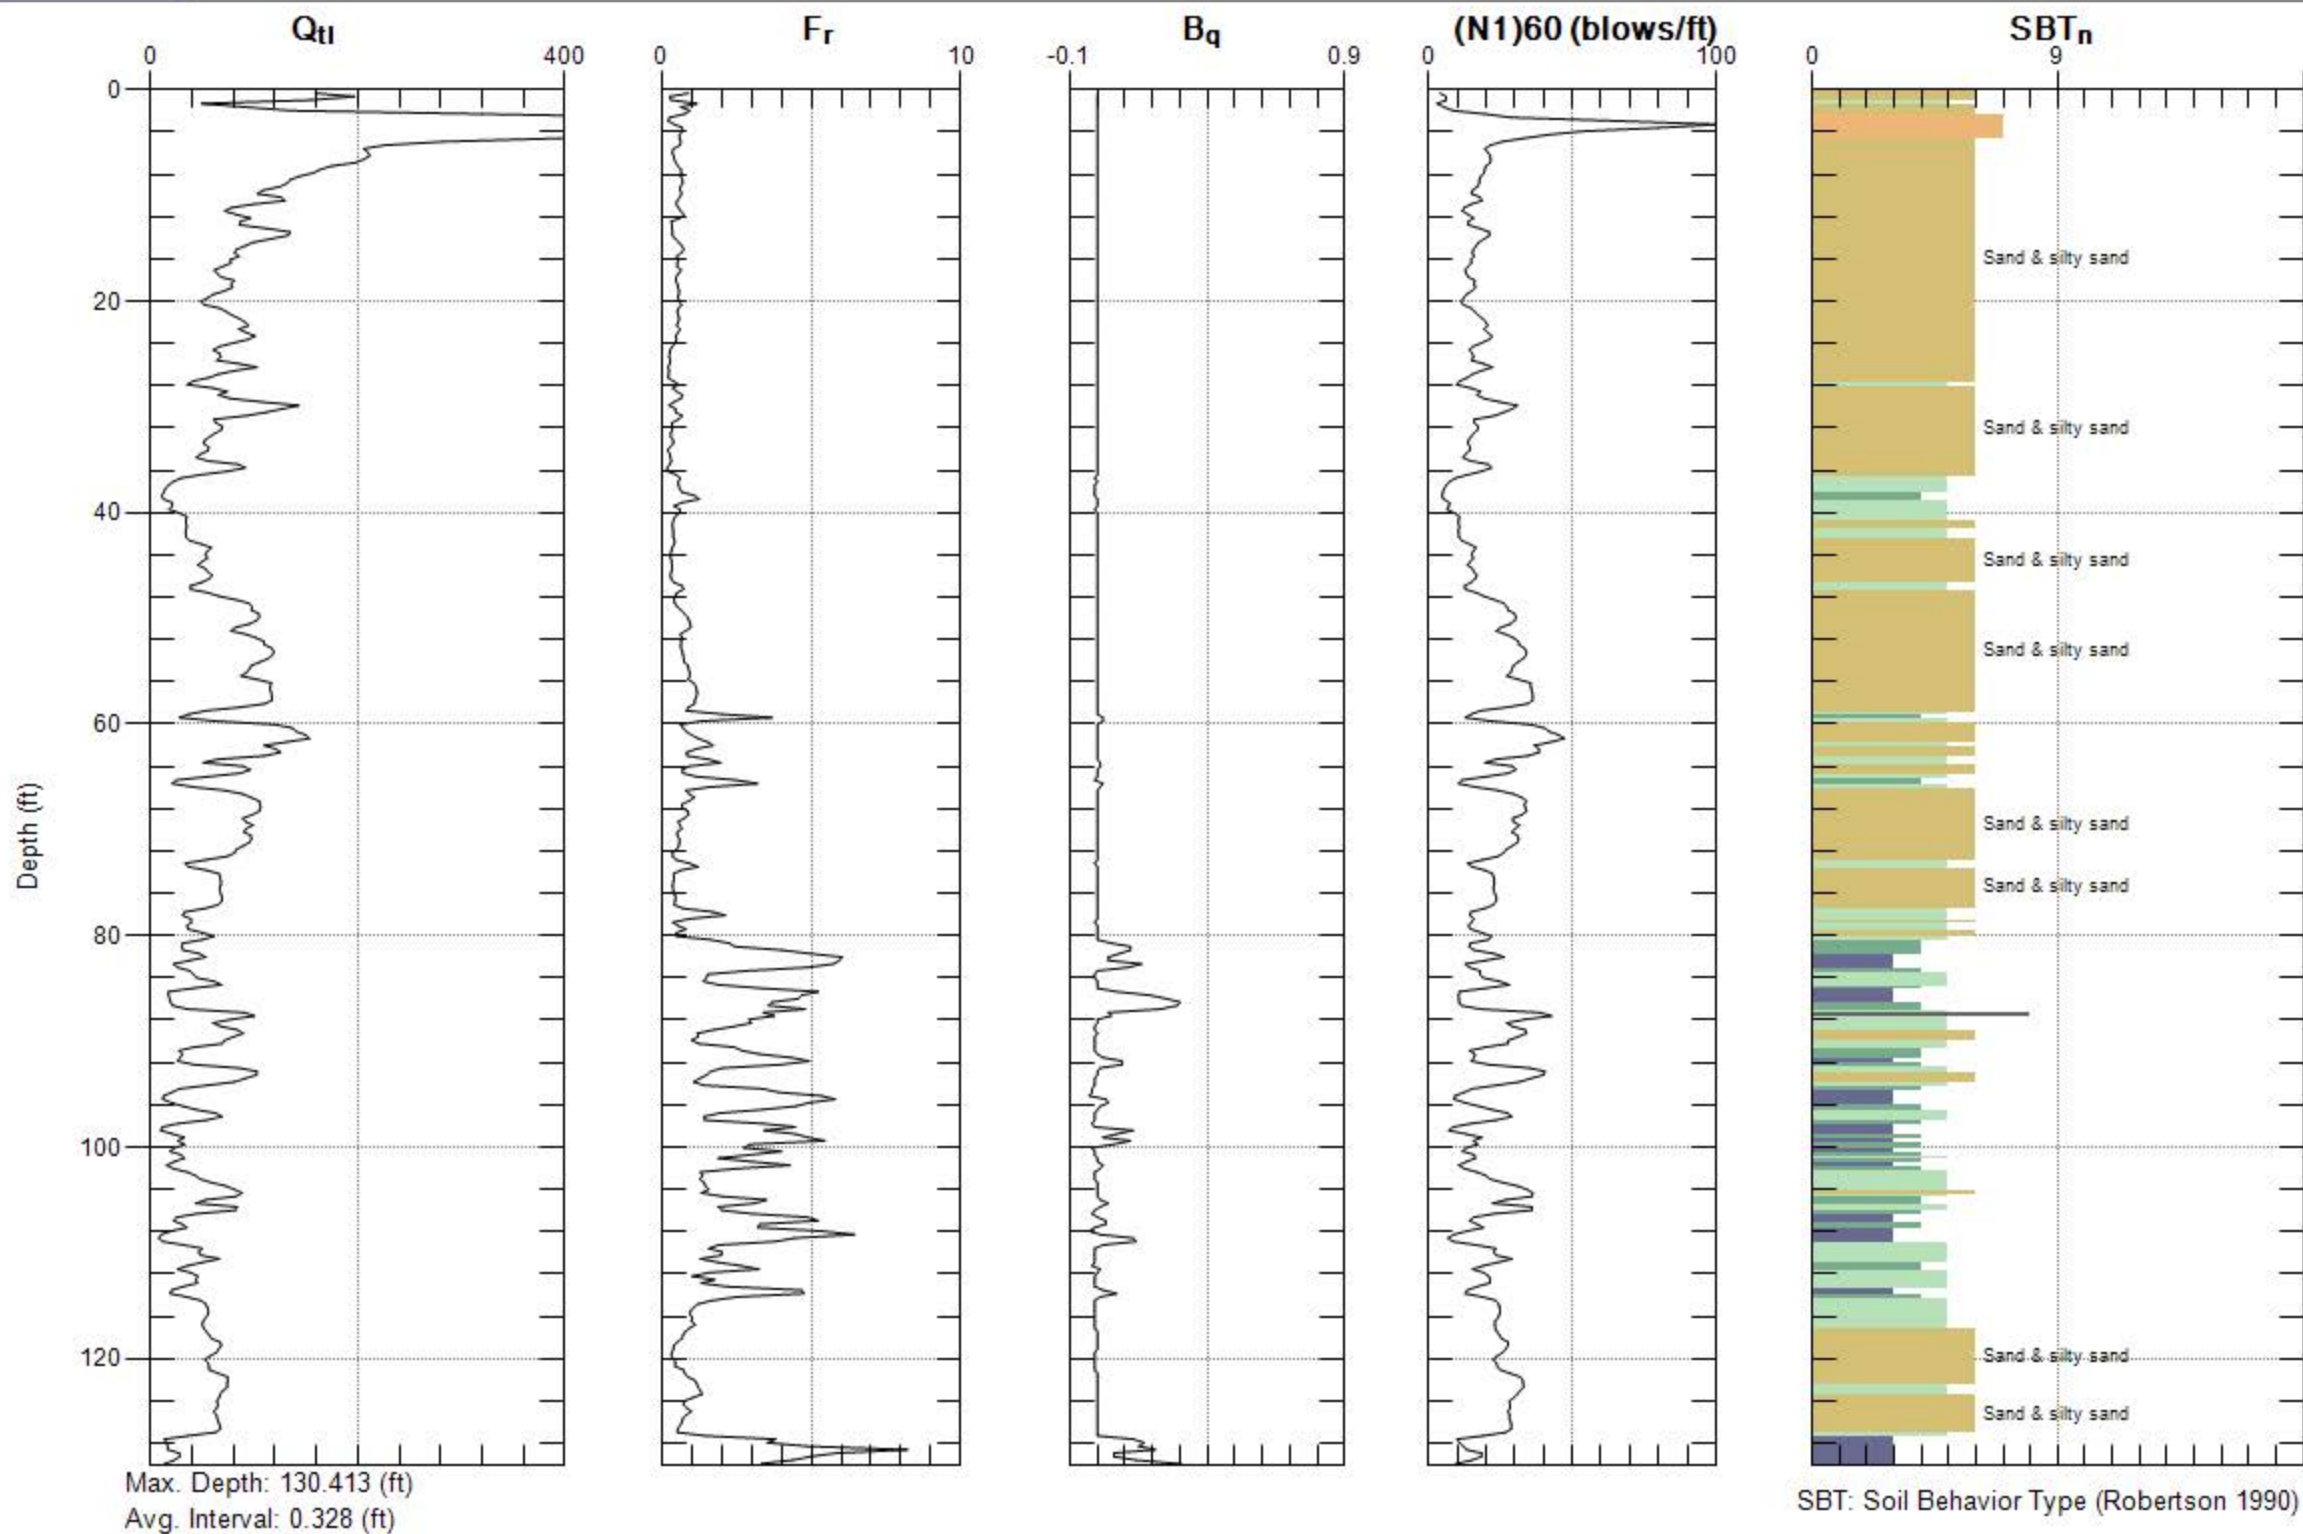 Qtl
Fr
Bq
(N1)60 (blows/ft)
SBTn
0
400
0
10
-0.1
0.9
0
100
0
9
0
Sand & silty sand
20
Sand & silty sand
40
Sand & silty sand
Sand & silty sand
60
Depth (ft)
Sand & silty sand
Sand & silty sand
80
100
120
Sand & silty sand
Sand & silty sand
Max. Depth: 130.413 (ft)
Avg. Interval: 0.328 (ft)
SBT: Soil Behavior Type (Robertson 1990)